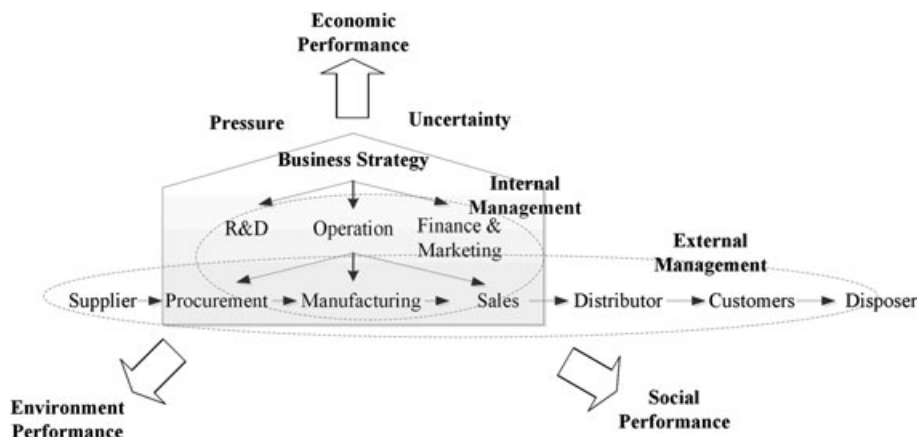 Economic
Performance
Pressure
Uncertainty
Business Strategy
Internal
Management
R&D
Operation
Finance &
Marketing
External
Management
Supplier
Procurement
Manufacturing
Sales
Distributor
Customers
Disposer
Environment
Performance
Social
Performance